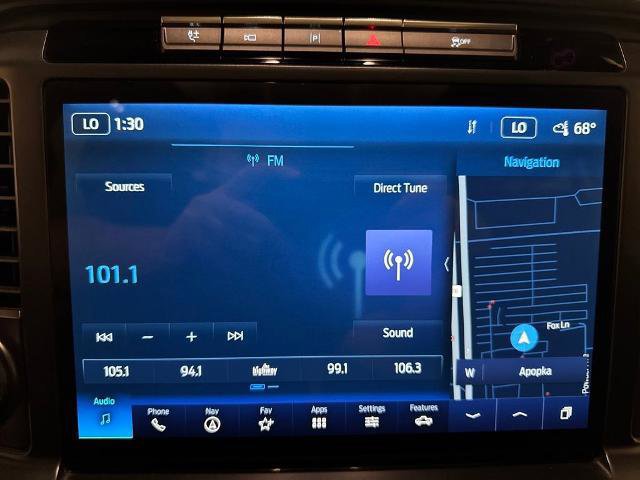 P OFF
LO 1:30 LO 68°
FM
Navigation
Sources Direct Tune
101.1
Fox Ln
Sound
105.1 94.1 highway 99.1 106.3
W Apopka
Audio Phone Nav Fav Apps Settings Features